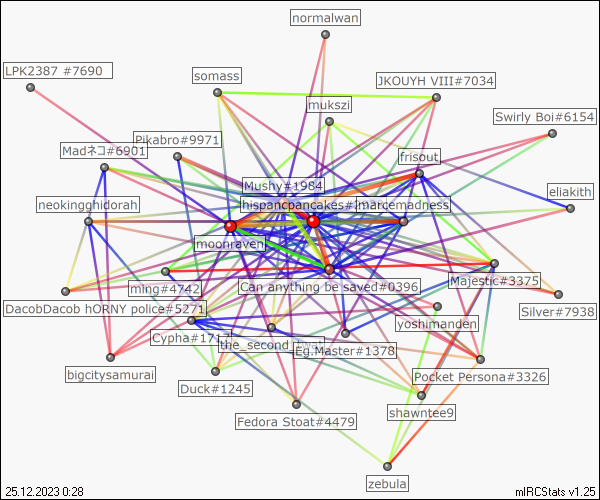 normalwan
LPK2387 #7690
somass
JKOUYH VIII#7034
mukszi
Swirly Boi#6154
Pikabro#9971
Madネコ#6901
frisout
Mushy#1984
eliakith
neokingghidorah
hispancpancakes#
marcemadness
moonraven
ming#4742
Can anything be saved#0396
Majestic#3375
DacobDacob hORNY police#5271
Silver#7938
yoshimanden
Cypha#1717
the_second_
Eg.Master#1378
bigcitysamurai
Duck#1245
Pocket Persona#3326
Fedora Stoat#4479
shawntee9
zebula
25.12.2023 0:28
mIRCStats v1.25